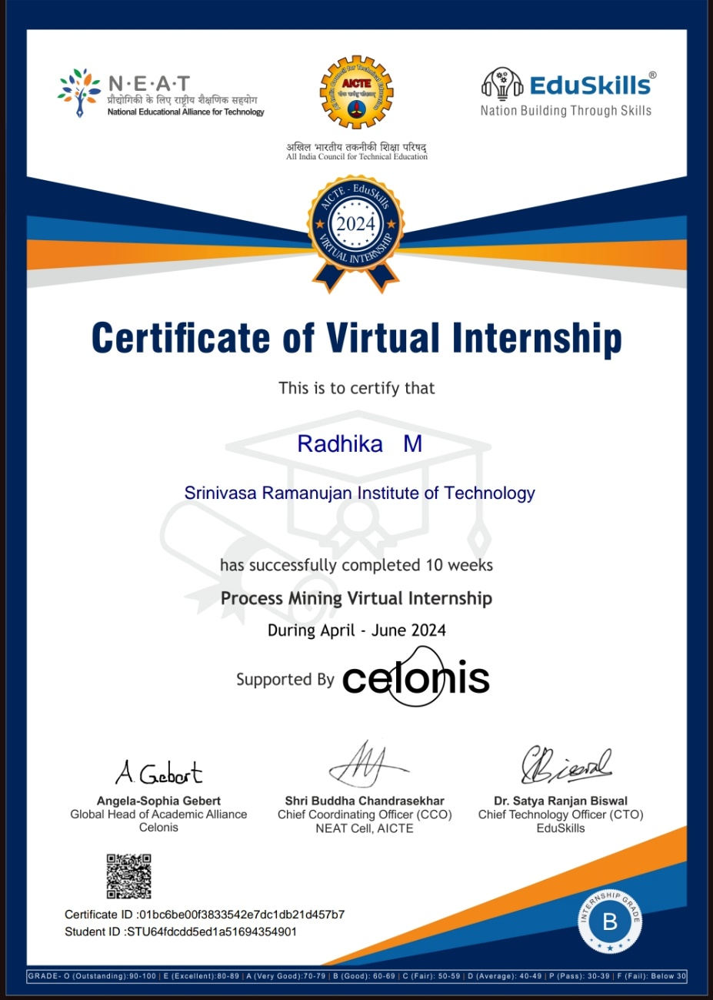 N·E·A·T
प्रौद्योगिकी के लिए राष्ट्रीय शैक्षणिक सहयोग
National Educational Alliance for Technology
All India Council for Technical Education
AICTE
EduSkills®
Nation Building Through Skills
अखिल भारतीय तकनीकी शिक्षा परिषद्
All India Council for Technical Education
AICTE - EduSkills
2024
VIRTUAL INTERNSHIP
Certificate of Virtual Internship
This is to certify that
Radhika M
Srinivasa Ramanujan Institute of Technology
has successfully completed 10 weeks
Process Mining Virtual Internship
During April - June 2024
Supported By celonis
A. Gebert
Angela-Sophia Gebert
Global Head of Academic Alliance
Celonis
Shri Buddha Chandrasekhar
Chief Coordinating Officer (CCO)
NEAT Cell, AICTE
Dr. Satya Ranjan Biswal
Chief Technology Officer (CTO)
EduSkills
Certificate ID :01bc6be00f3833542e7dc1db21d457b7
Student ID :STU64fdcdd5ed1a51694354901
INTERNSHIP GRADE
B
GRADE- O (Outstanding):90-100 | E (Excellent):80-89 | A (Very Good):70-79 | B (Good): 60-69 | C (Fair): 50-59 | D (Average): 40-49 | P (Pass): 30-39 | F (Fail): Below 30